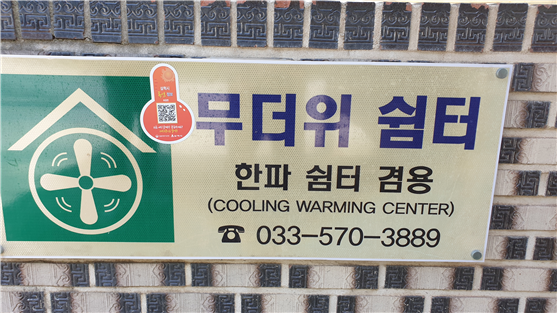 무더위 쉼터
한파 쉼터 겸용
(COOLING WARMING CENTER)
☎ 033-570-3889